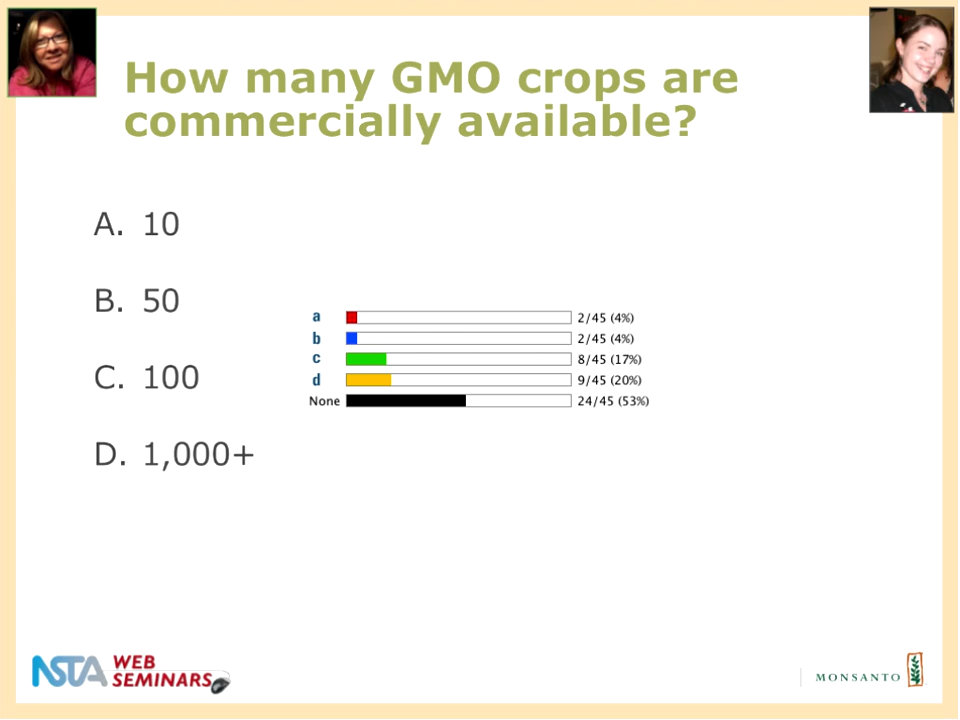 How many GMO crops are
commercially available?
A. 10
B. 50
C. 100
D. 1,000+
a 2/45 (4%)
b 2/45 (4%)
c 8/45 (17%)
d 9/45 (20%)
None 24/45 (53%)
NSTA WEB
SEMINARS
MONSANTO